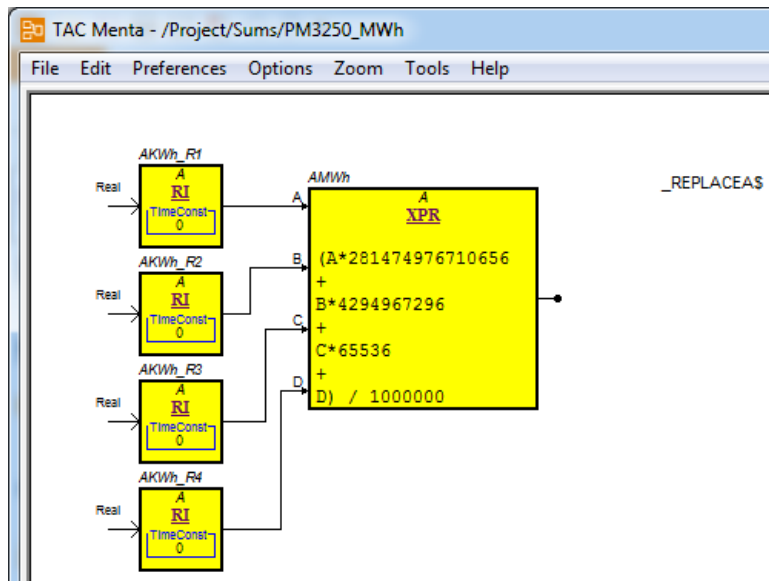 TAC Menta - /Project/Sums/PM3250_MWh
File Edit Preferences Options Zoom Tools Help
AKWh_R1
A
RI
TimeConst
0
Real
AKWh_R2
A
RI
TimeConst
0
Real
AKWh_R3
A
RI
TimeConst
0
Real
AKWh_R4
A
RI
TimeConst
0
Real
AMWh
A
XPR
A
B
C
D
(A*281474976710656
+
B*4294967296
+
C*65536
+
D) / 1000000
_REPLACEA$